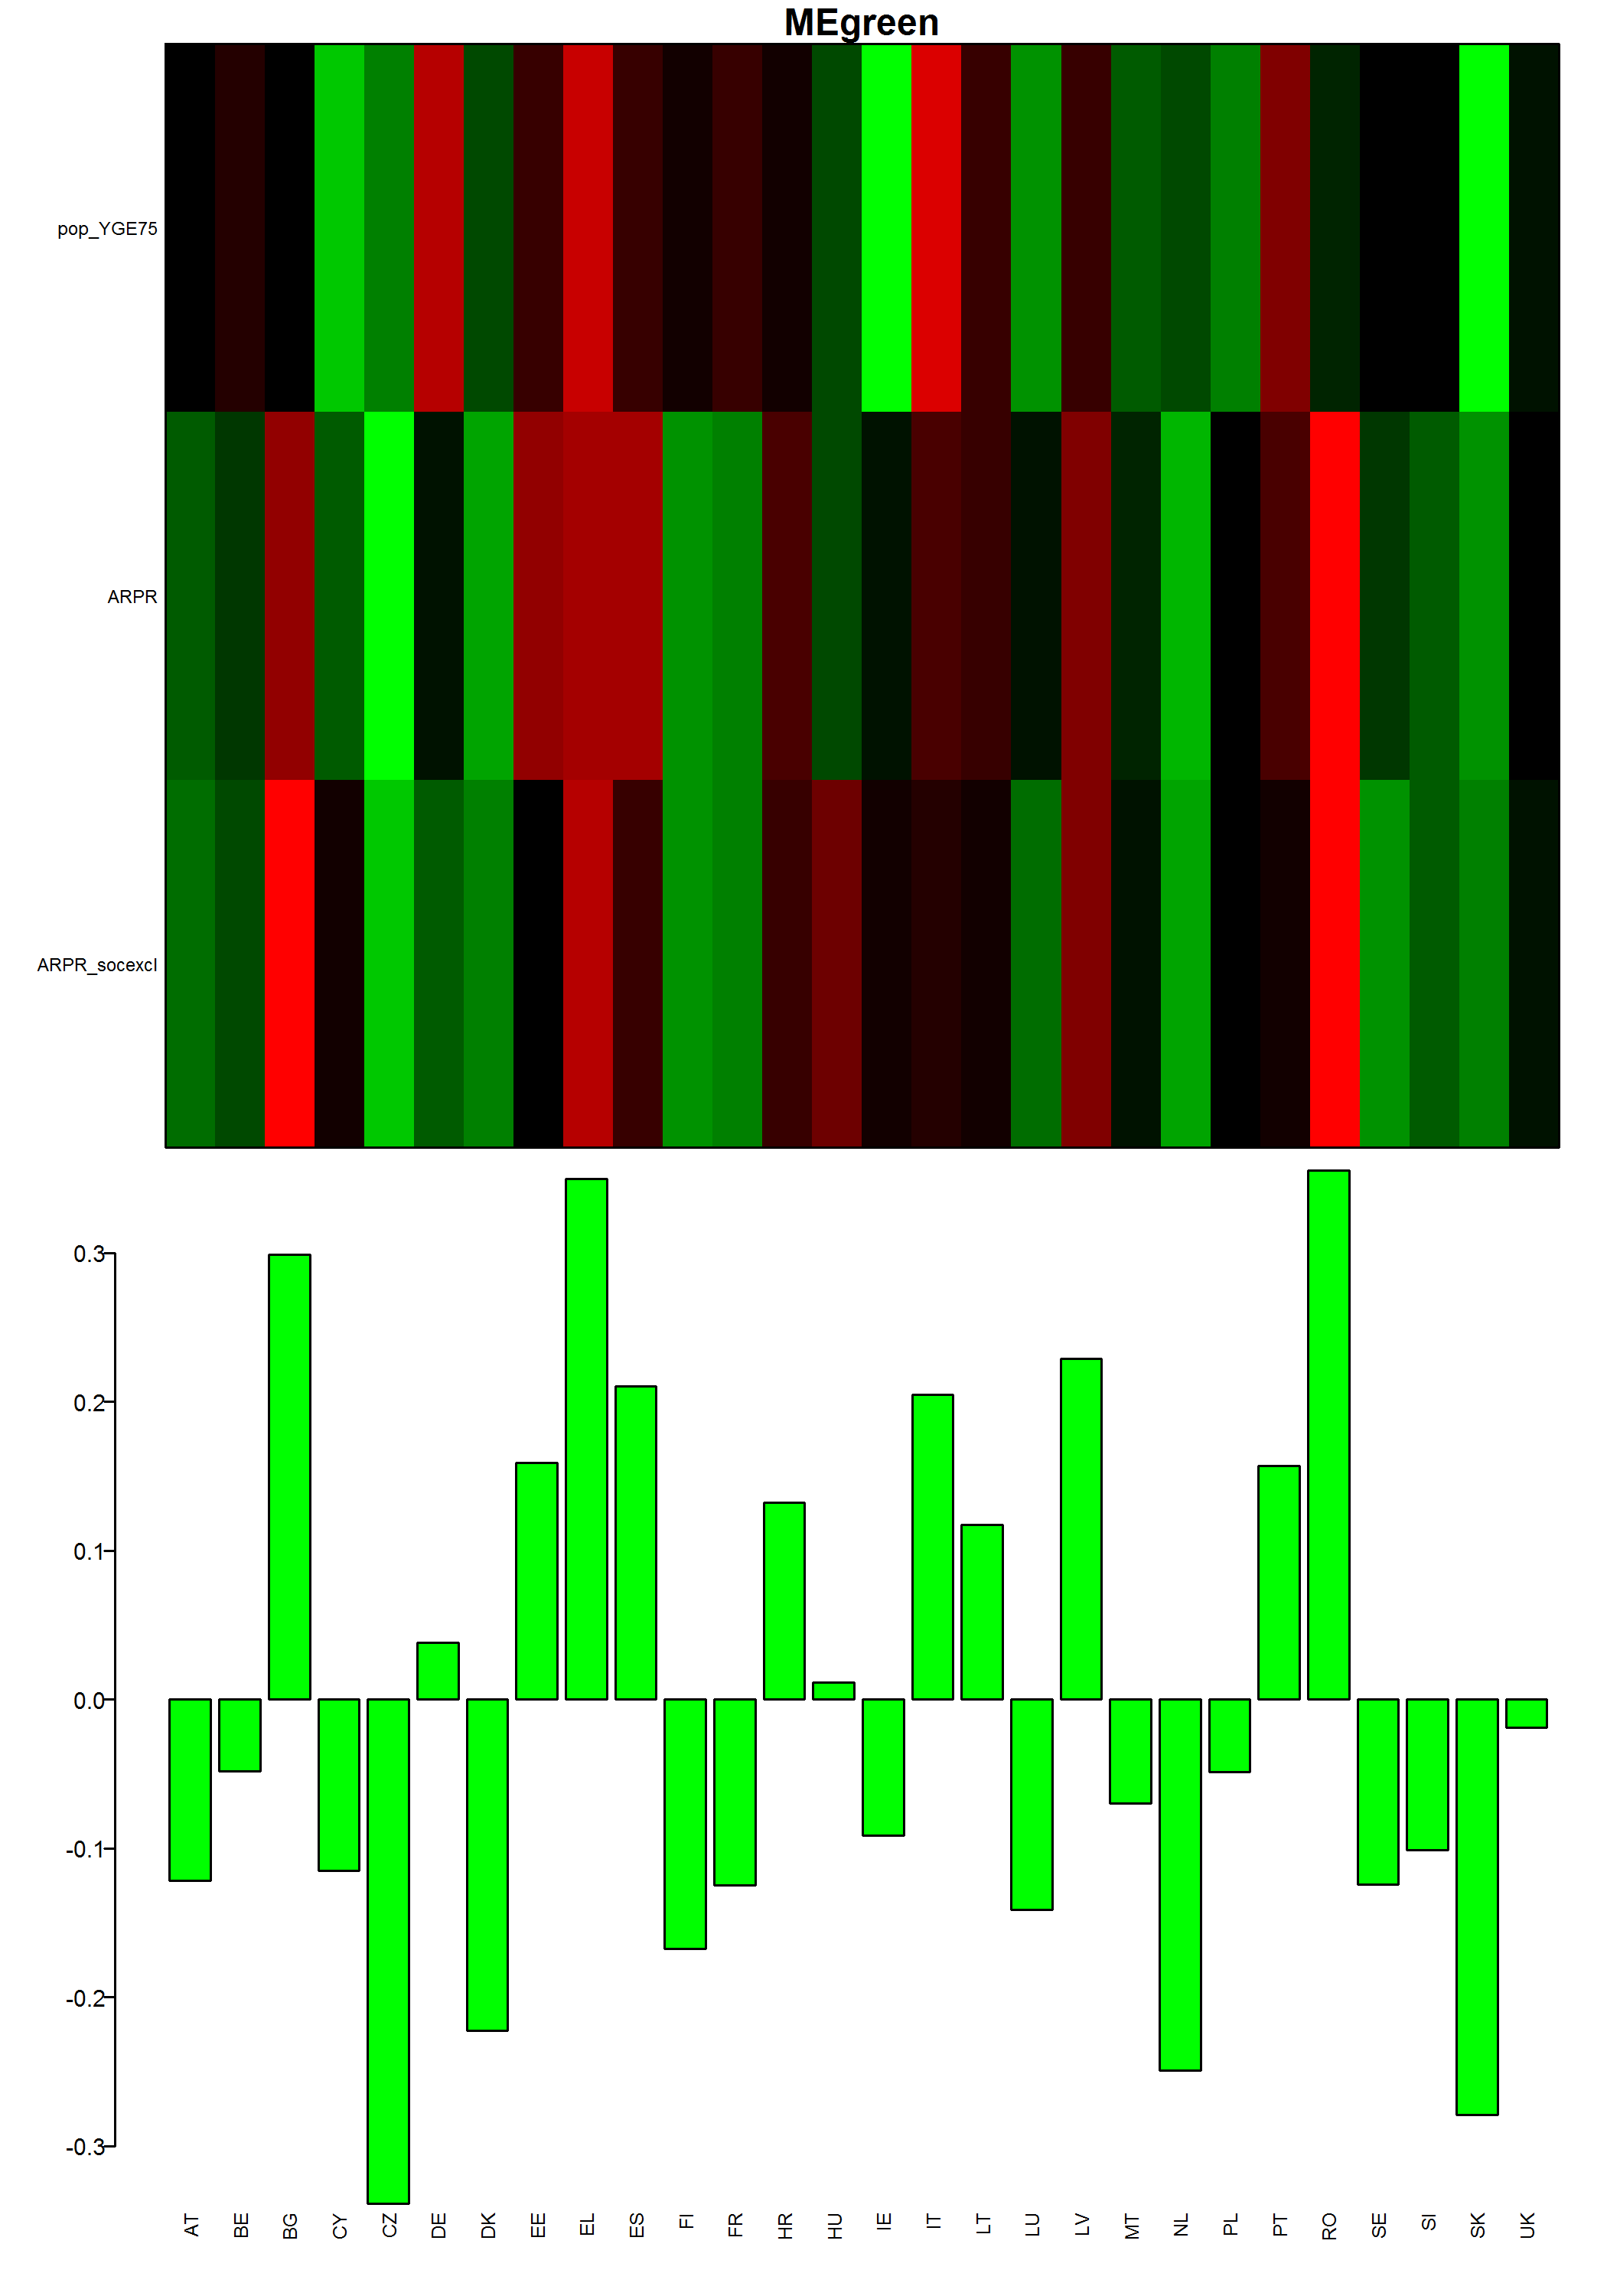 MEgreen
pop_YGE75
ARPR
ARPR_socexcl
0.3
0.2
0.1
0.0
-0.1
-0.2
-0.3
AT BE BG CY CZ DE DK EE EL ES FI FR HR HU IE IT LT LU LV MT NL PL PT RO SE SI SK UK